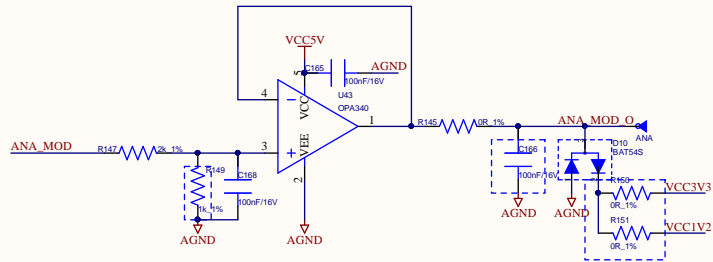 VCC5V
C165
AGND
100nF/16V
5
U43
OPA340
4
VCC
1
R145
0R_1%
ANA_MOD_O
ANA
D10
BAT54S
ANA_MOD
R147
2k_1%
3
VEE
2
C166
100nF/16V
R149
1k_1%
C168
100nF/16V
R150
VCC3V3
0R_1%
AGND
AGND
AGND
AGND
R151
VCC1V2
0R_1%